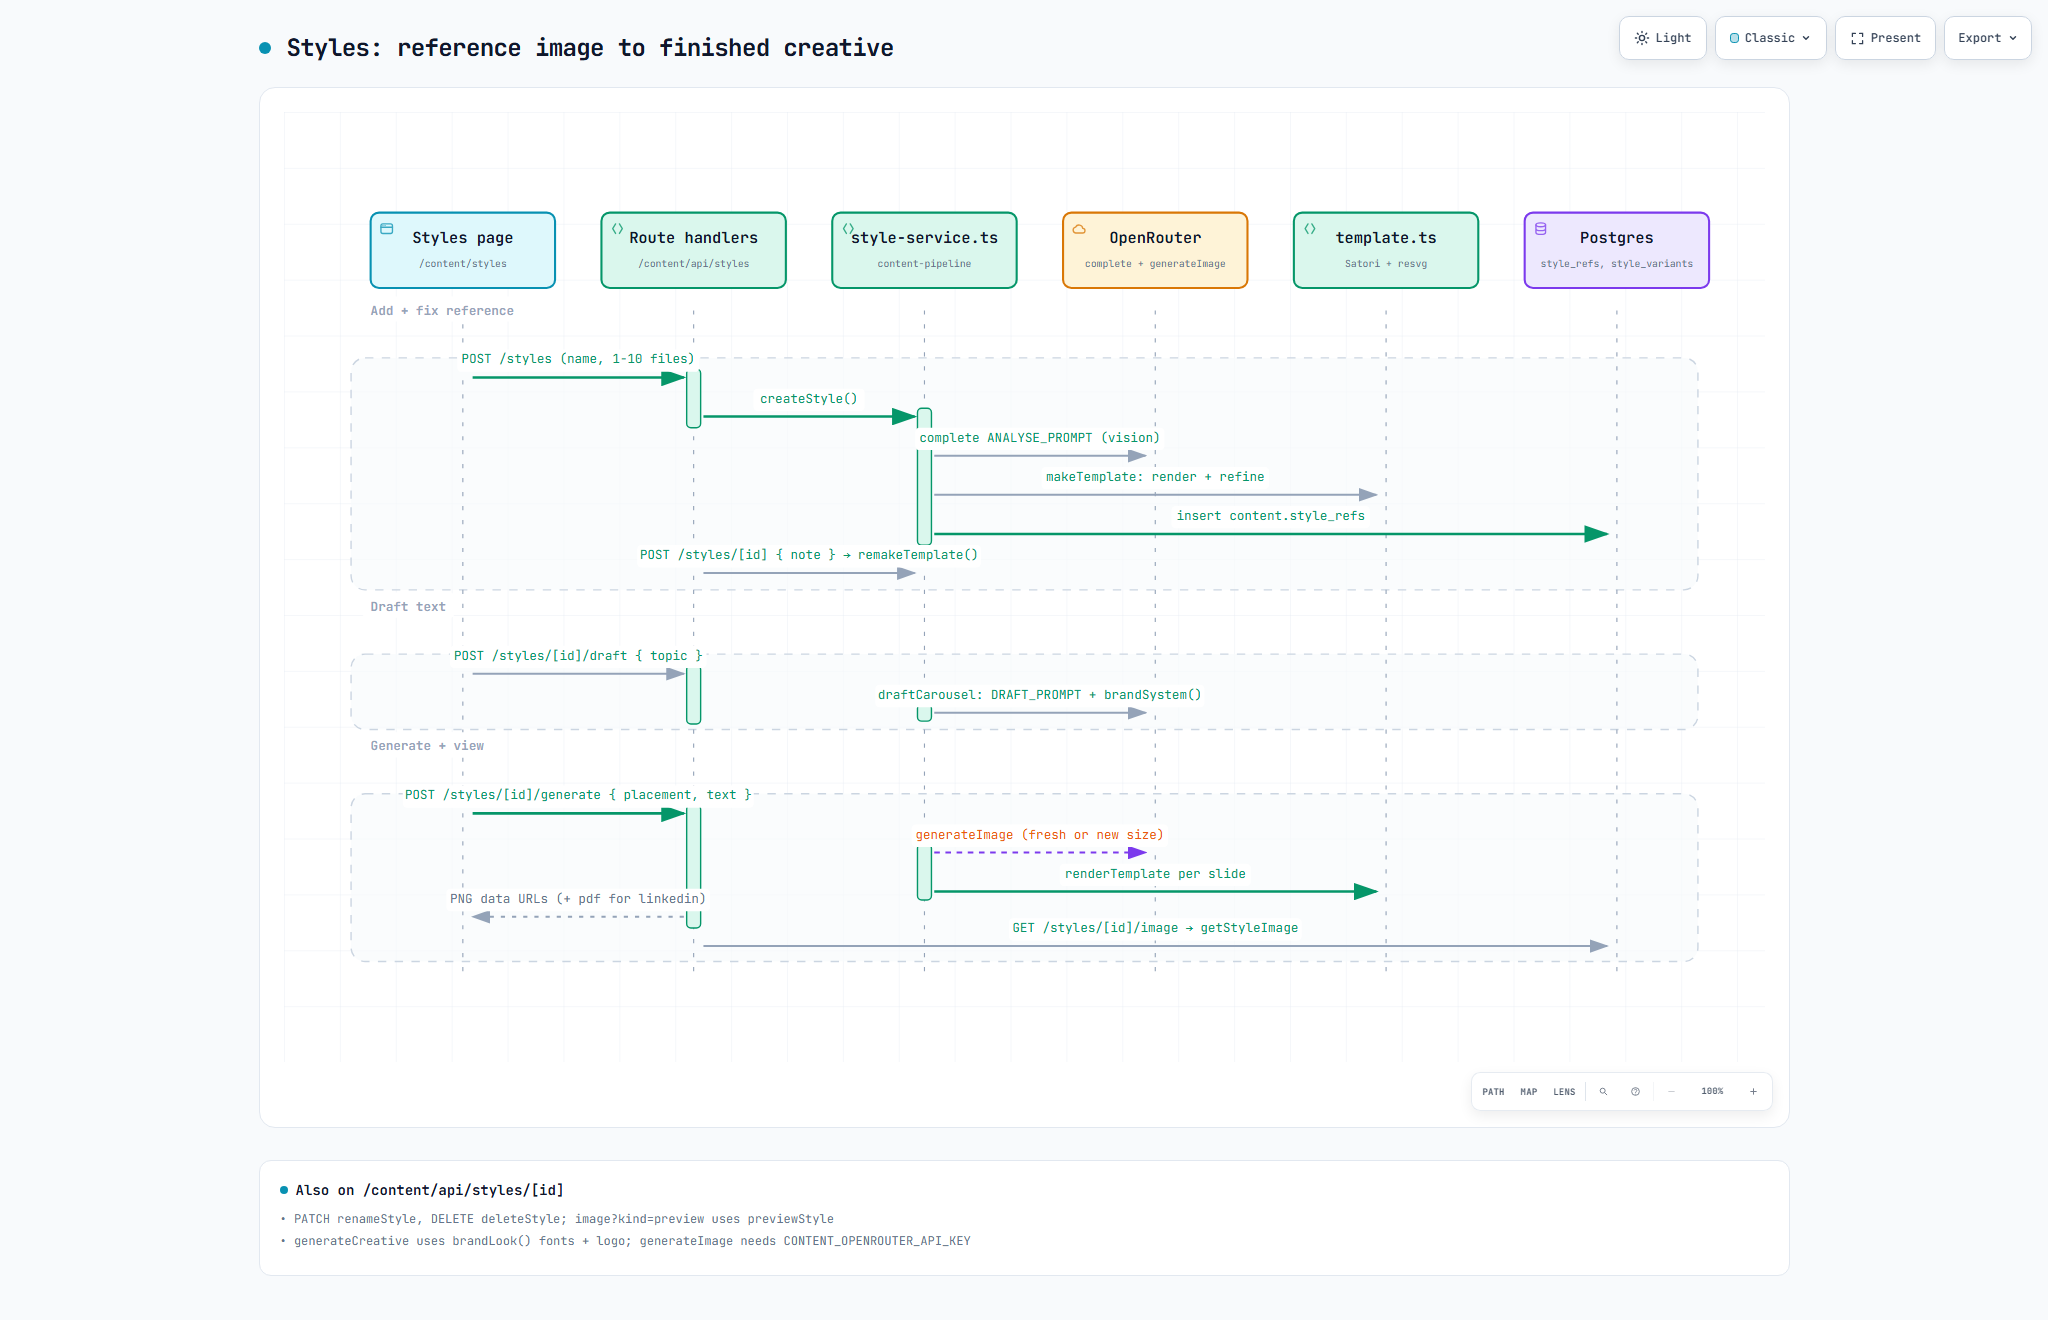 Styles: reference image to finished creative
Light
Classic
Present
Export
Styles page
/content/styles
Route handlers
/content/api/styles
style-service.ts
content-pipeline
OpenRouter
complete + generateImage
template.ts
Satori + resvg
Postgres
style_refs, style_variants
Add + fix reference
POST /styles (name, 1-10 files)
createStyle()
complete ANALYSE_PROMPT (vision)
makeTemplate: render + refine
insert content.style_refs
POST /styles/[id] { note } → remakeTemplate()
Draft text
POST /styles/[id]/draft { topic }
draftCarousel: DRAFT_PROMPT + brandSystem()
Generate + view
POST /styles/[id]/generate { placement, text }
generateImage (fresh or new size)
renderTemplate per slide
PNG data URLs (+ pdf for linkedin)
GET /styles/[id]/image → getStyleImage
PATH MAP LENS 100%
Also on /content/api/styles/[id]
• PATCH renameStyle, DELETE deleteStyle; image?kind=preview uses previewStyle
• generateCreative uses brandLook() fonts + logo; generateImage needs CONTENT_OPENROUTER_API_KEY